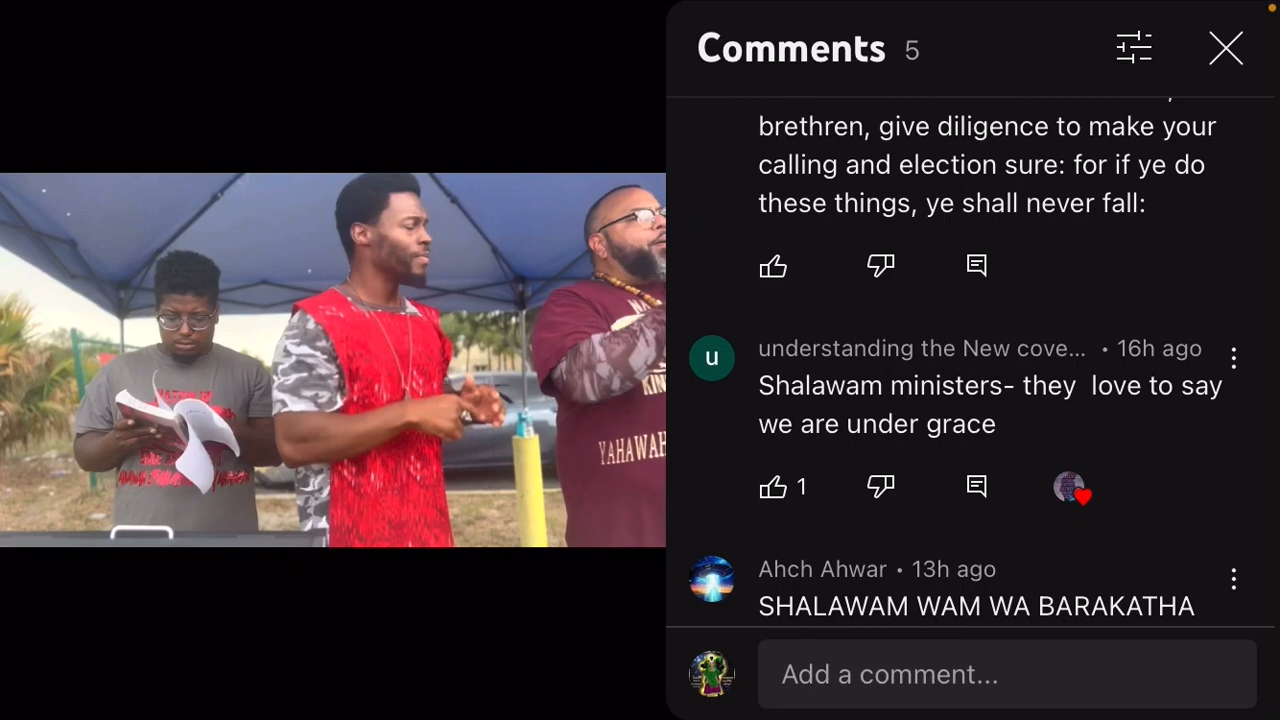 Comments 5
brethren, give diligence to make your
calling and election sure: for if ye do
these things, ye shall never fall:
u
understanding the New cove... • 16h ago
Shalawam ministers- they love to say
we are under grace
1
Ahch Ahwar • 13h ago
SHALAWAM WAM WA BARAKATHA
Add a comment...
YAHAWAH